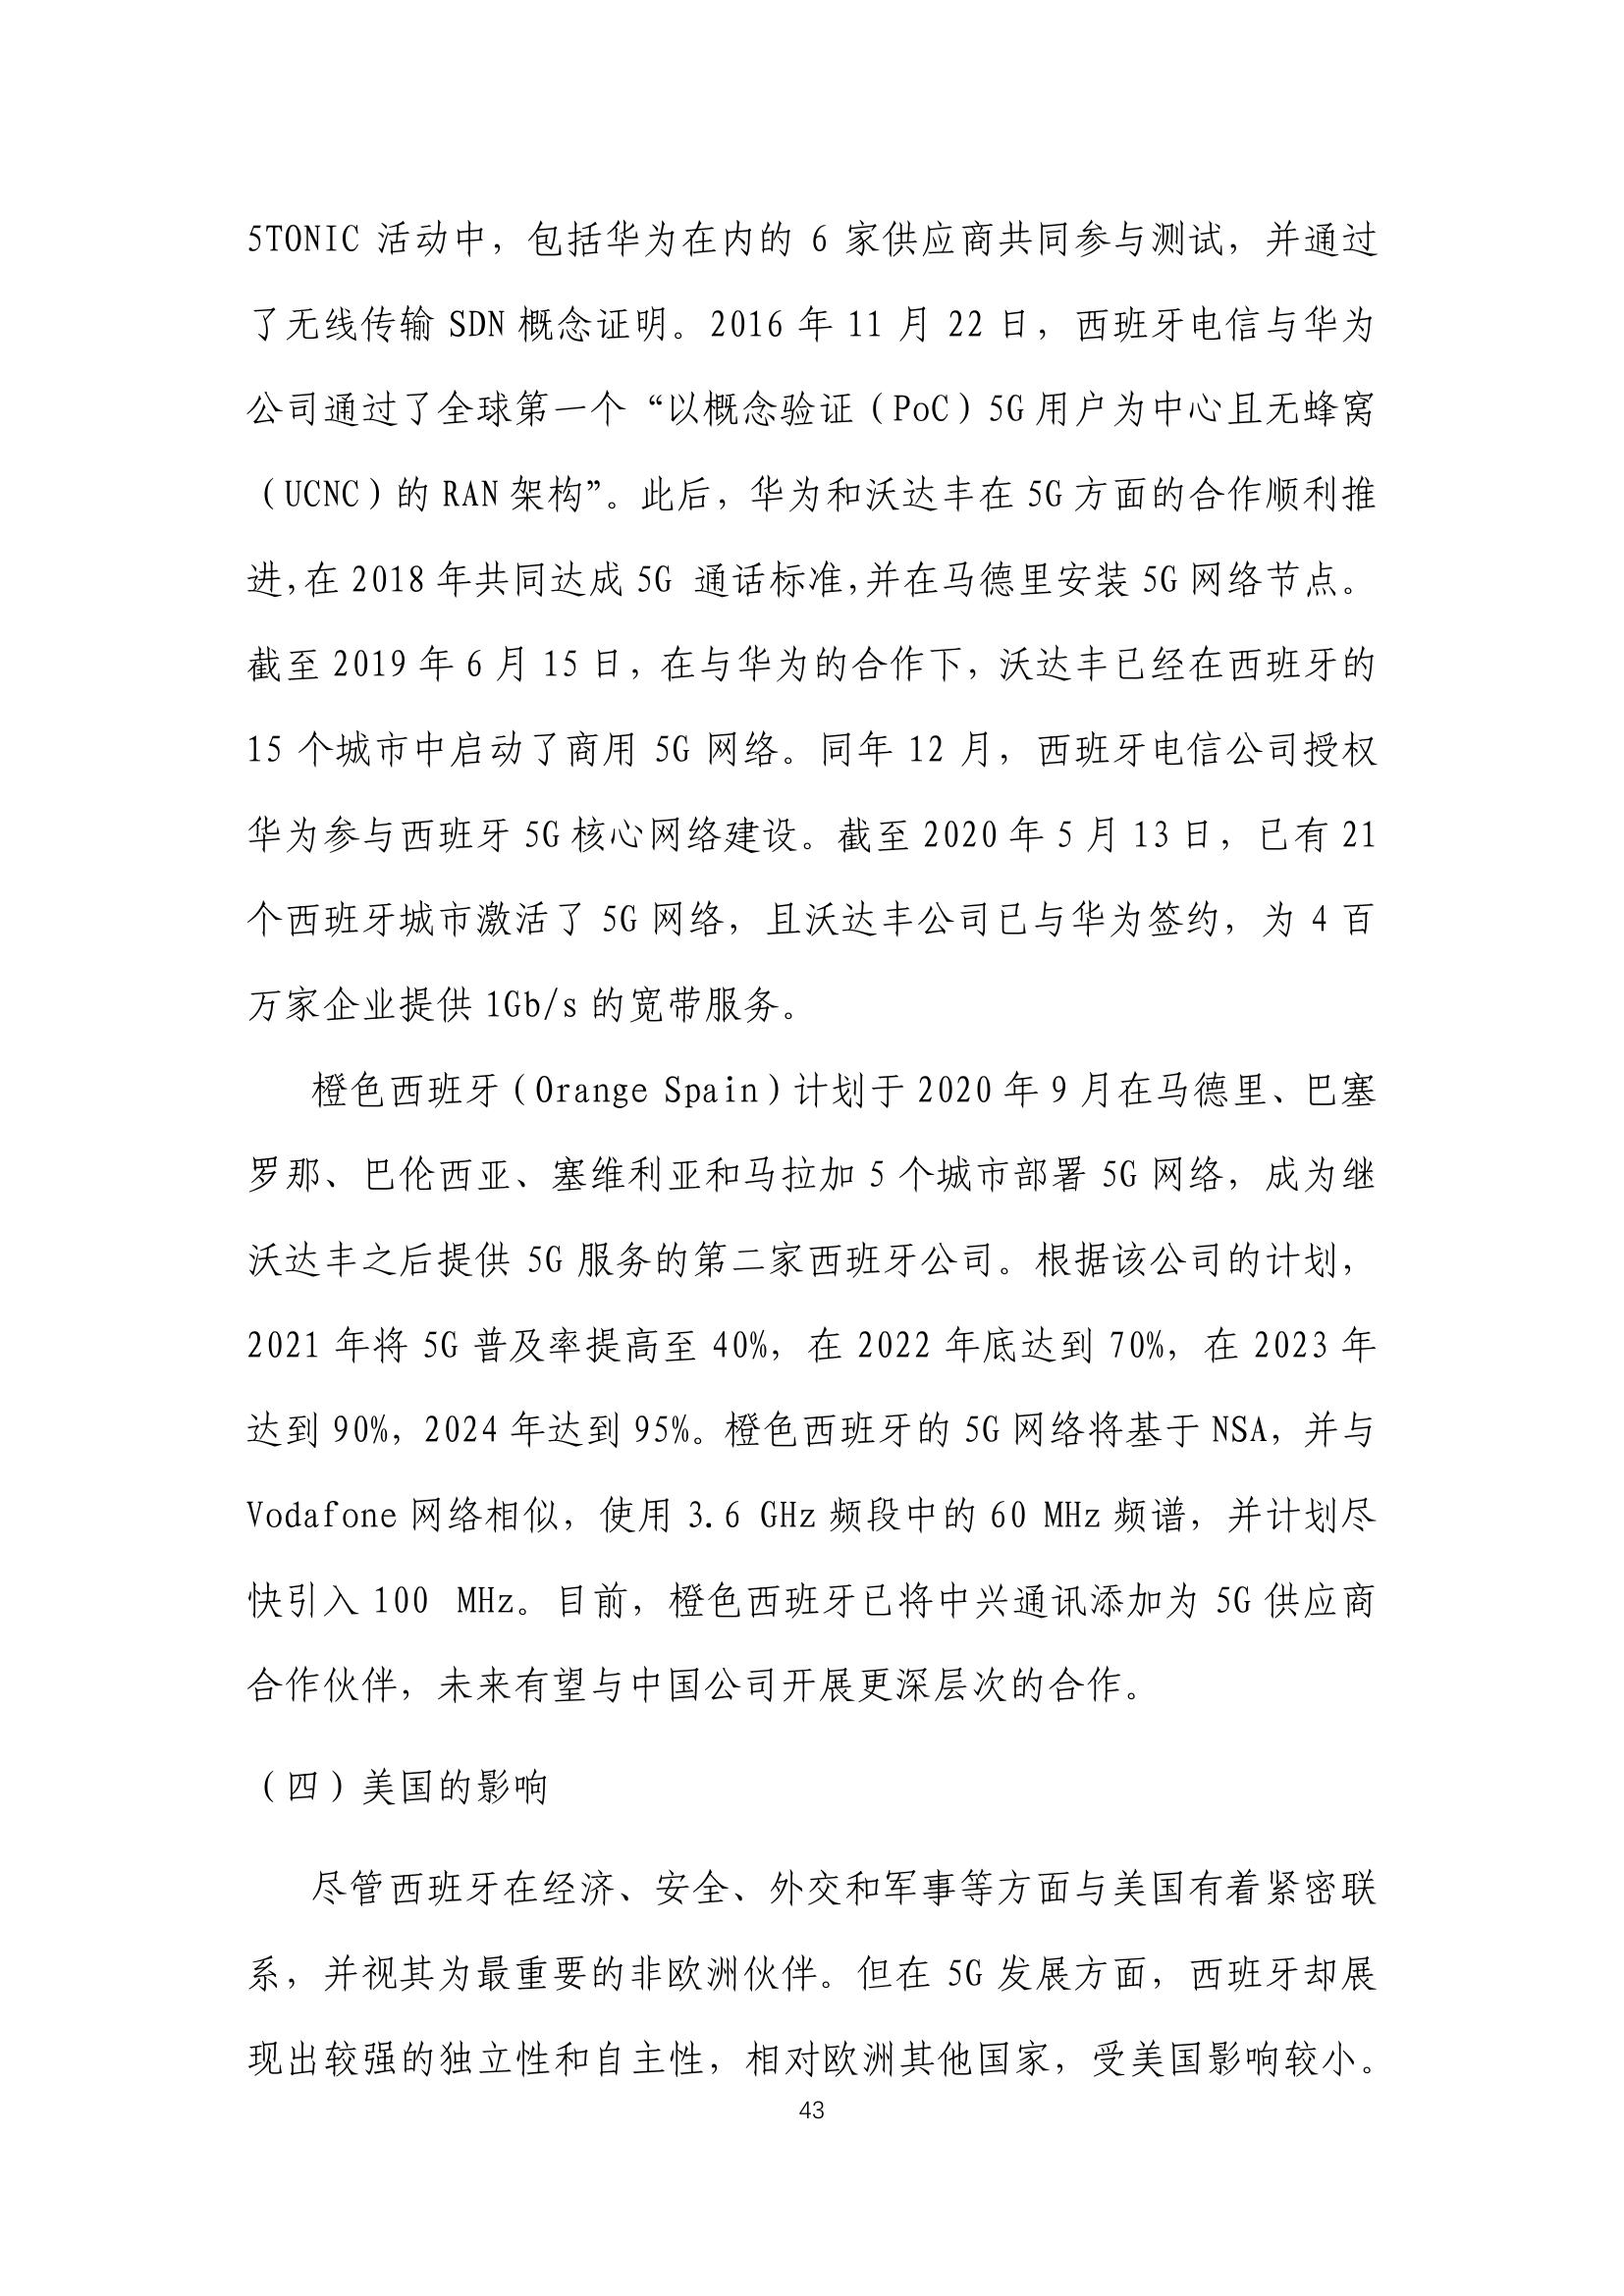 5TONIC 活动中，包括华为在内的 6 家供应商共同参与测试，并通过
了无线传输 SDN 概念证明。2016 年 11 月 22 日，西班牙电信与华为
公司通过了全球第一个“以概念验证（PoC）5G 用户为中心且无蜂窝
（UCNC）的 RAN 架构”。此后，华为和沃达丰在 5G 方面的合作顺利推
进,在 2018 年共同达成 5G 通话标准,并在马德里安装 5G 网络节点。
截至 2019 年 6 月 15 日，在与华为的合作下，沃达丰已经在西班牙的
15 个城市中启动了商用 5G 网络。同年 12 月，西班牙电信公司授权
华为参与西班牙 5G 核心网络建设。截至 2020 年 5 月 13 日，已有 21
个西班牙城市激活了 5G 网络，且沃达丰公司已与华为签约，为 4 百
万家企业提供 1Gb/s 的宽带服务。
橙色西班牙（Orange Spain）计划于 2020 年 9 月在马德里、巴塞
罗那、巴伦西亚、塞维利亚和马拉加 5 个城市部署 5G 网络，成为继
沃达丰之后提供 5G 服务的第二家西班牙公司。根据该公司的计划，
2021 年将 5G 普及率提高至 40%，在 2022 年底达到 70%，在 2023 年
达到 90%，2024 年达到 95%。橙色西班牙的 5G 网络将基于 NSA，并与
Vodafone 网络相似，使用 3.6 GHz 频段中的 60 MHz 频谱，并计划尽
快引入 100 MHz。目前，橙色西班牙已将中兴通讯添加为 5G 供应商
合作伙伴，未来有望与中国公司开展更深层次的合作。
（四）美国的影响
尽管西班牙在经济、安全、外交和军事等方面与美国有着紧密联
系，并视其为最重要的非欧洲伙伴。但在 5G 发展方面，西班牙却展
现出较强的独立性和自主性，相对欧洲其他国家，受美国影响较小。
43